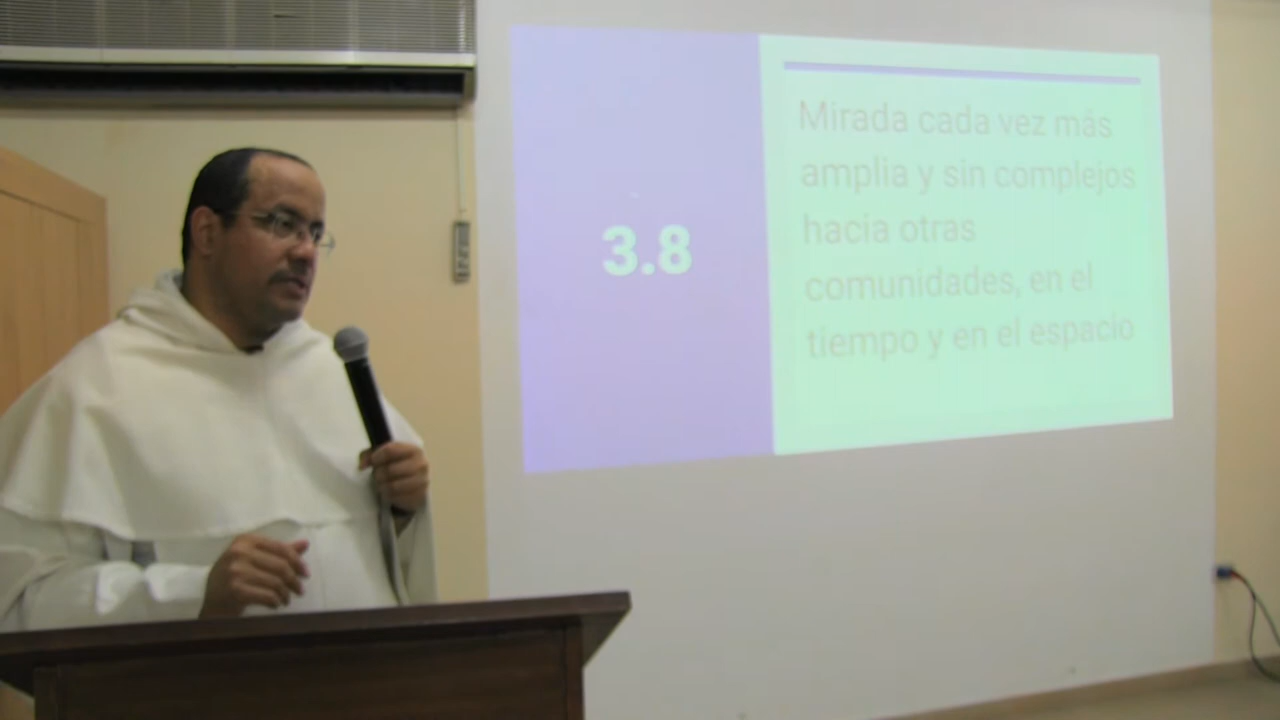 3.8
Mirada cada vez más
amplia y sin complejos
hacia otras
comunidades, en el
tiempo y en el espacio